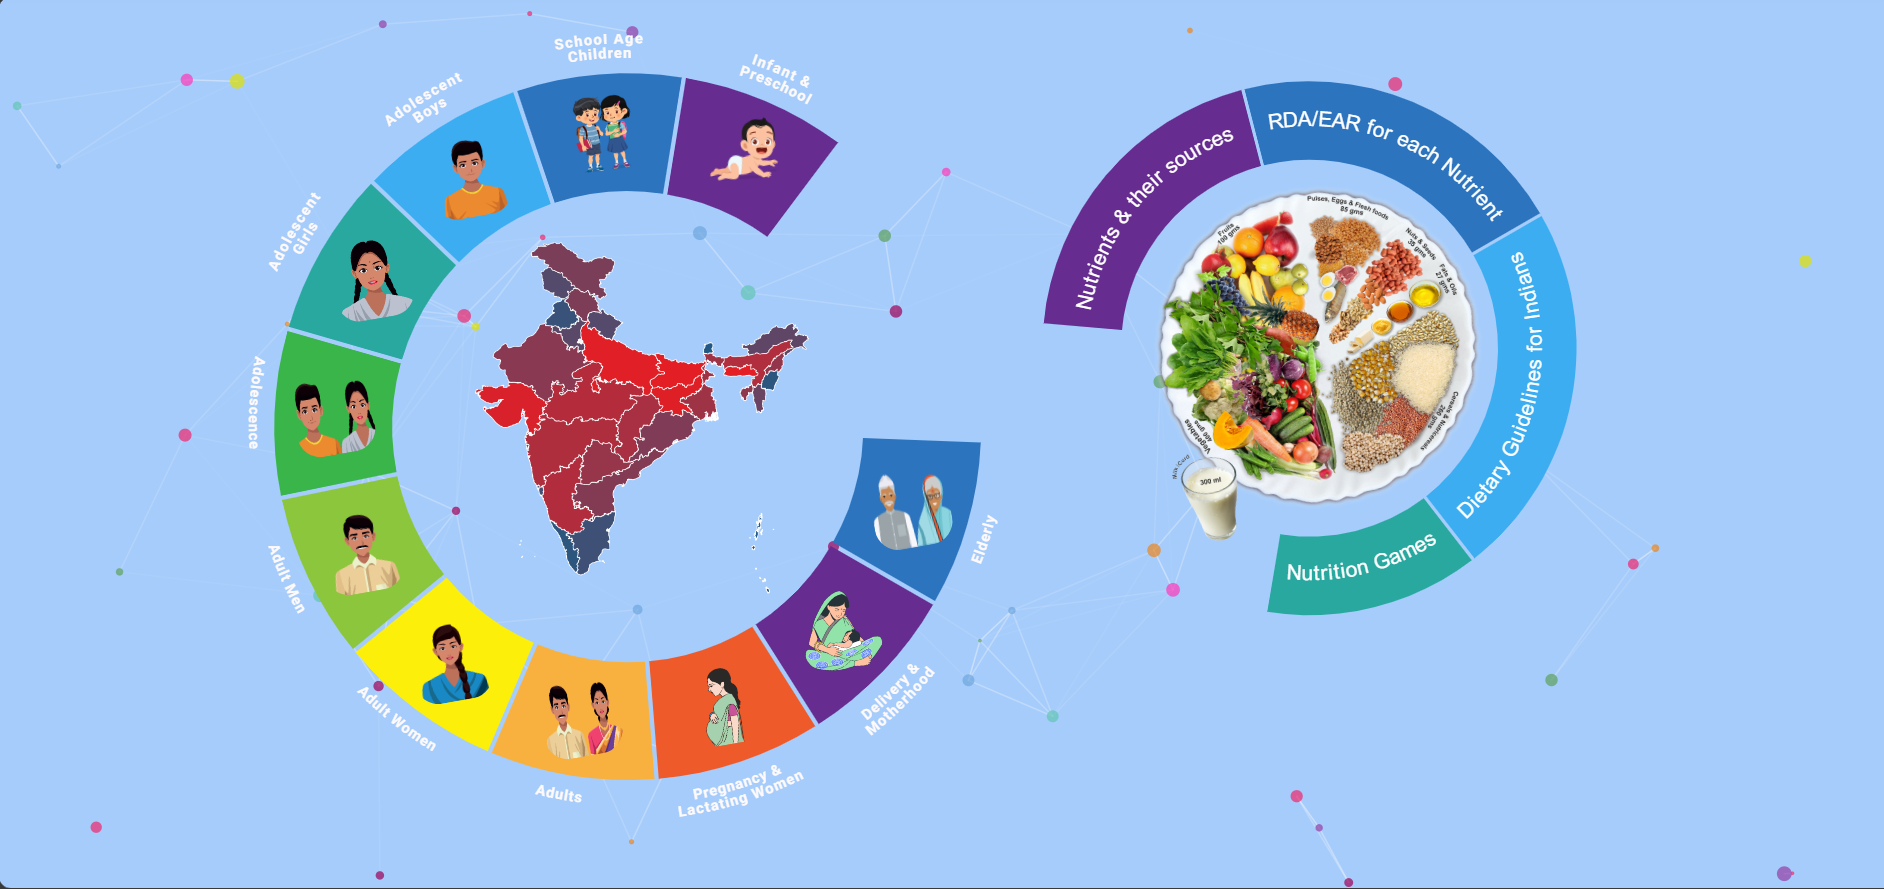 School Age
Children
Infant &
Preschool
Adolescent
Boys
Adolescent
Girls
Adolescence
Adult Men
Adult Women
Adults
Pregnancy &
Lactating Women
Delivery &
Motherhood
Elderly
Nutrients & their sources
RDA/EAR for each Nutrient
Dietary Guidelines for Indians
Nutrition Games
Pulses, Eggs & Flesh foods
85 gms
Fruits
100 gms
Nuts & Seeds
35 gms
Fats & Oils
27 gms
Cereals & Nutricereals
Vegetables
400 gms
Milk/Curd
300 ml